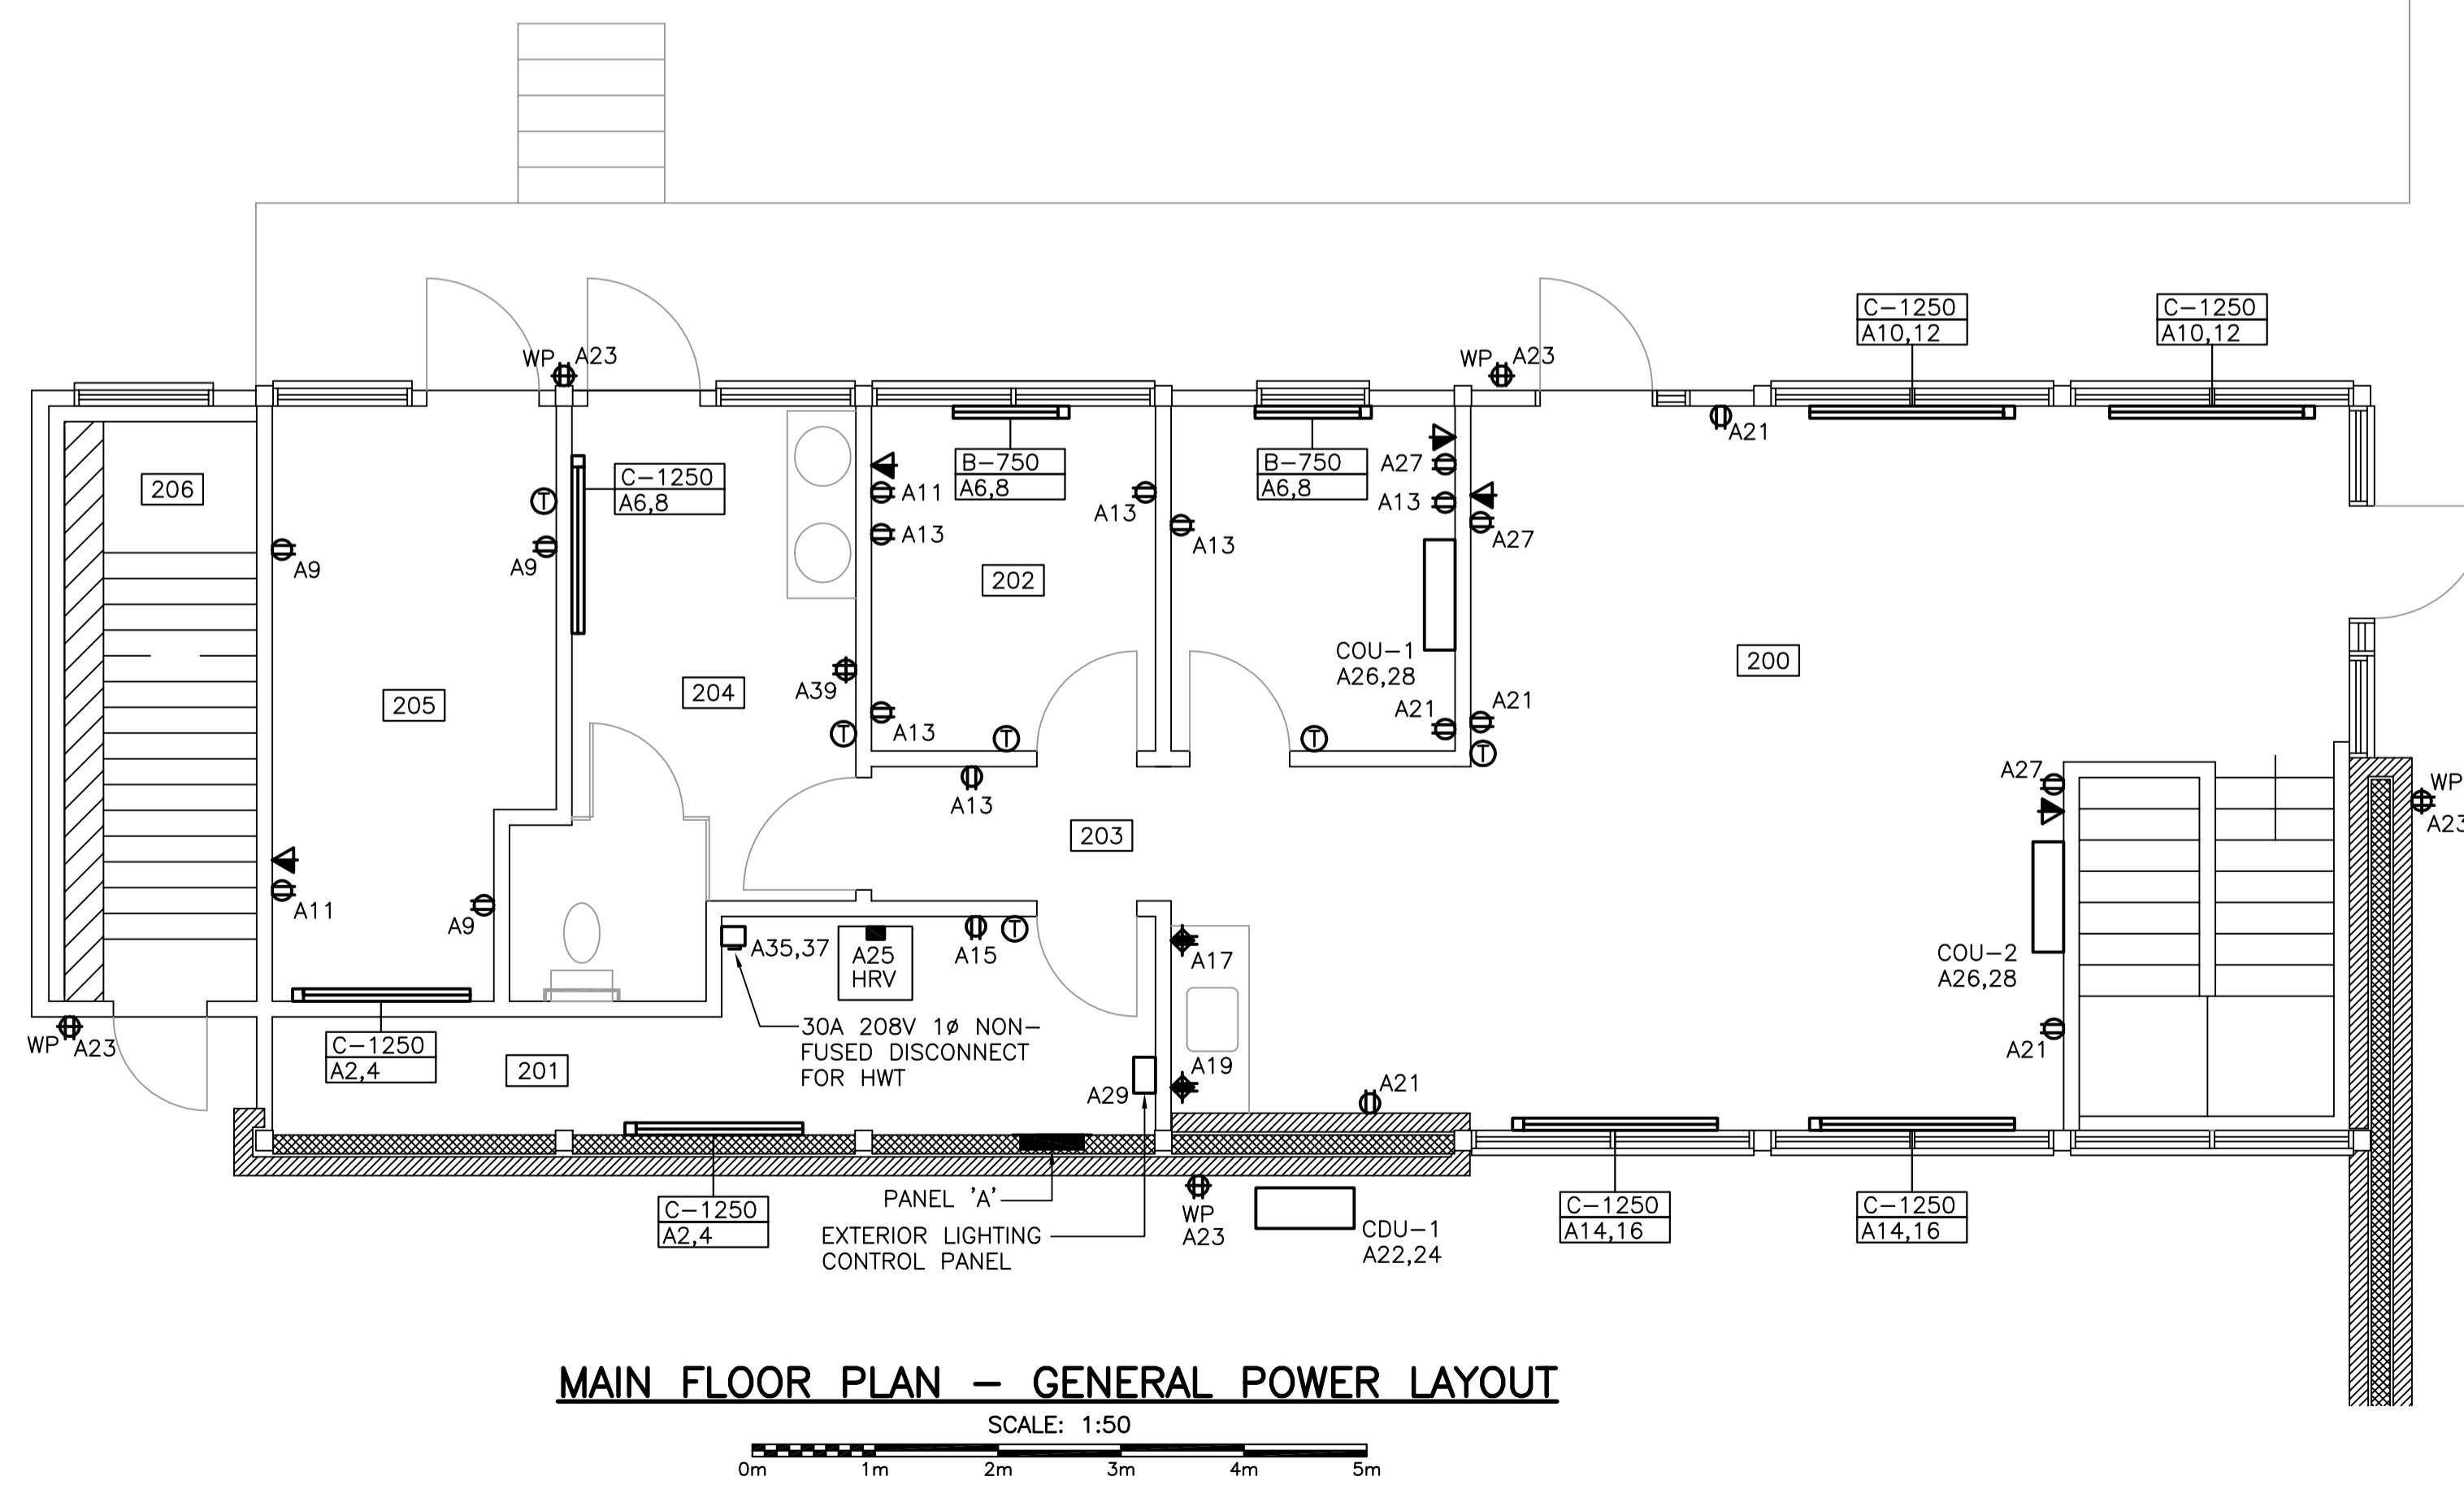 C-1250
A10,12
C-1250
A10,12
WP
A23
WP
A23
A21
206
T
C-1250
A6,8
A11
A13
B-750
A6,8
A13
B-750
A6,8
A13
A27
A13
A27
A9
A9
202
COU-1
A26,28
200
205
204
A39
T
A13
T
T
A21
A21
T
A13
203
A27
WP
A23
A11
A9
A35,37
A25
HRV
A15
T
A17
COU-2
A26,28
WP
A23
C-1250
A2,4
201
30A 208V 1ø NON-
FUSED DISCONNECT
FOR HWT
A29
A19
A21
A21
C-1250
A2,4
PANEL 'A'
EXTERIOR LIGHTING
CONTROL PANEL
WP
A23
CDU-1
A22,24
C-1250
A14,16
C-1250
A14,16
MAIN FLOOR PLAN - GENERAL POWER LAYOUT
SCALE: 1:50
0m 1m 2m 3m 4m 5m